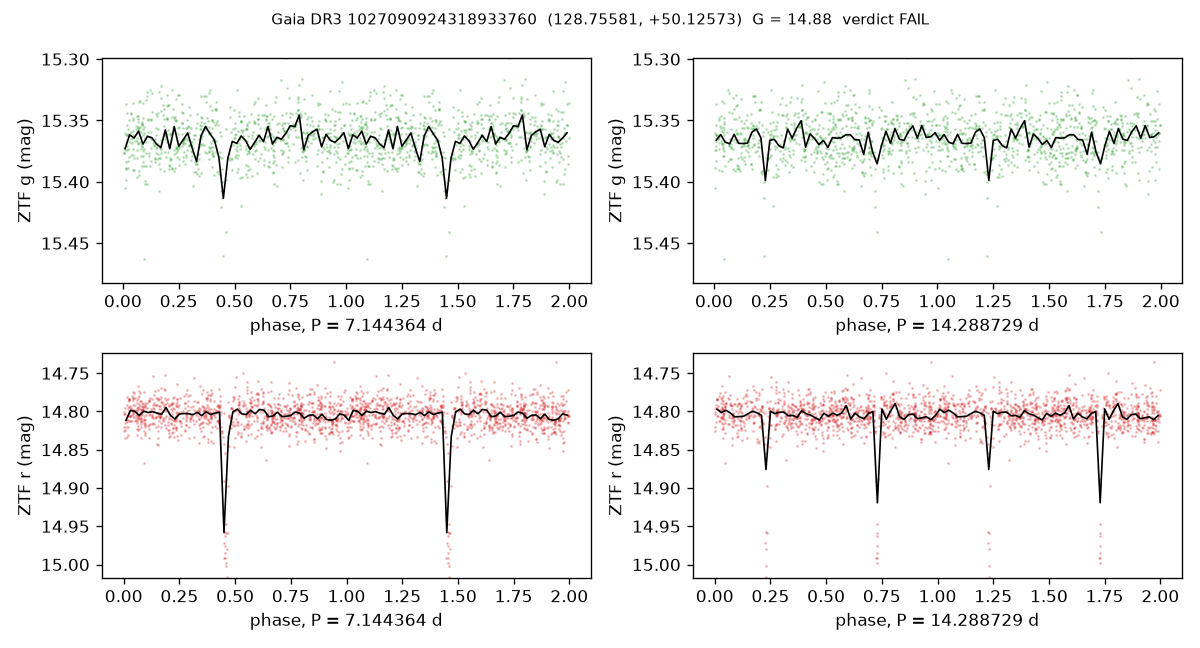 Gaia DR3 1027090924318933760 (128.75581, +50.12573) G = 14.88 verdict FAIL
15.30
15.35
15.40
15.45
ZTF g (mag)
0.00 0.25 0.50 0.75 1.00 1.25 1.50 1.75 2.00
phase, P = 7.144364 d
15.30
15.35
15.40
15.45
ZTF g (mag)
0.00 0.25 0.50 0.75 1.00 1.25 1.50 1.75 2.00
phase, P = 14.288729 d
14.75
14.80
14.85
14.90
14.95
15.00
ZTF r (mag)
0.00 0.25 0.50 0.75 1.00 1.25 1.50 1.75 2.00
phase, P = 7.144364 d
14.75
14.80
14.85
14.90
14.95
15.00
ZTF r (mag)
0.00 0.25 0.50 0.75 1.00 1.25 1.50 1.75 2.00
phase, P = 14.288729 d